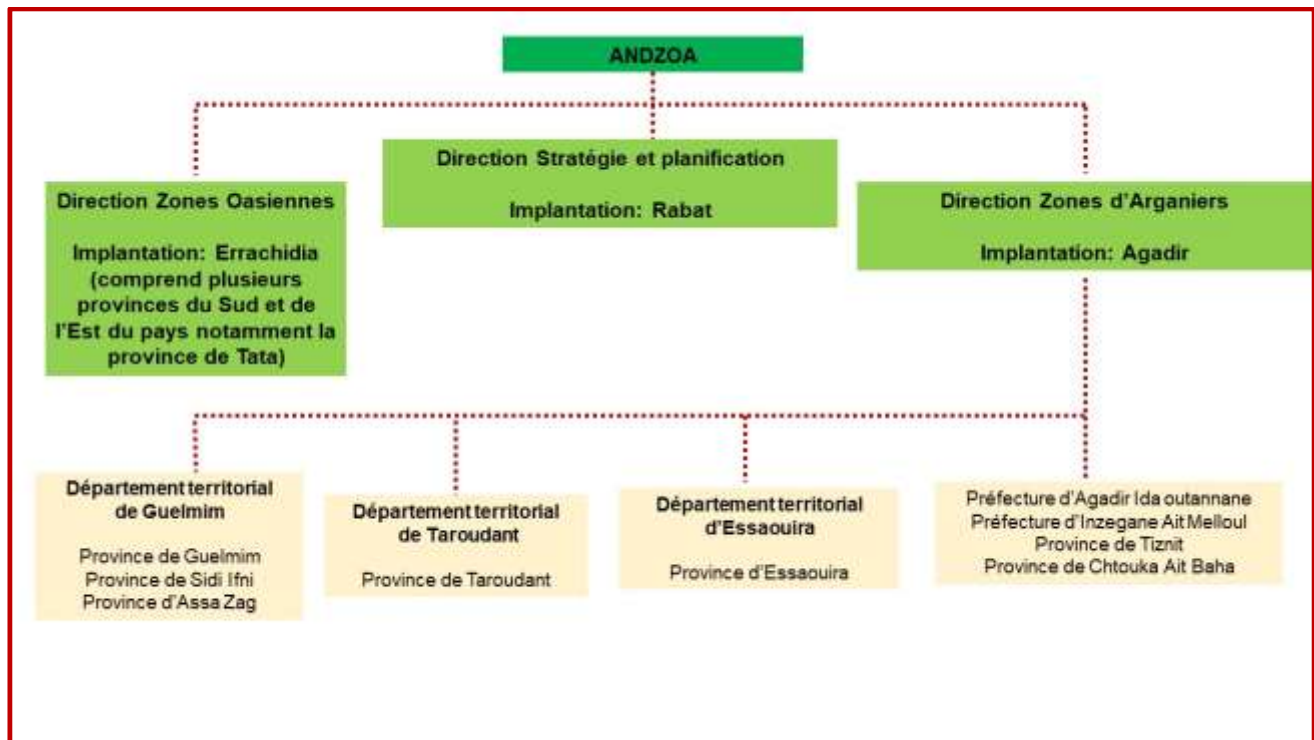 ANDZOA
Direction Stratégie et planification
Implantation: Rabat
Direction Zones Oasiennes
Implantation: Errachidia
(comprend plusieurs
provinces du Sud et de
l'Est du pays notamment la
province de Tata)
Direction Zones d'Arganiers
Implantation: Agadir
Département territorial
de Guelmim
Province de Guelmim
Province de Sidi Ifni
Province d'Assa Zag
Département territorial
de Taroudant
Province de Taroudant
Département territorial
d'Essaouira
Province d'Essaouira
Préfecture d'Agadir Ida outannane
Préfecture d'Inzegane Ait Melloul
Province de Tiznit
Province de Chtouka Ait Baha